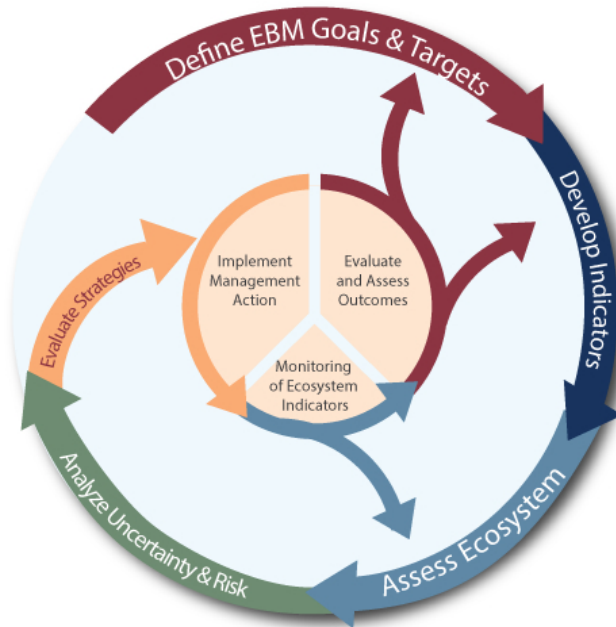 Define EBM Goals & Targets
Develop Indicators
Assess Ecosystem
Analyze Uncertainty & Risk
Evaluate Strategies
Implement
Management
Action
Evaluate
and Assess
Outcomes
Monitoring
of Ecosystem
Indicators